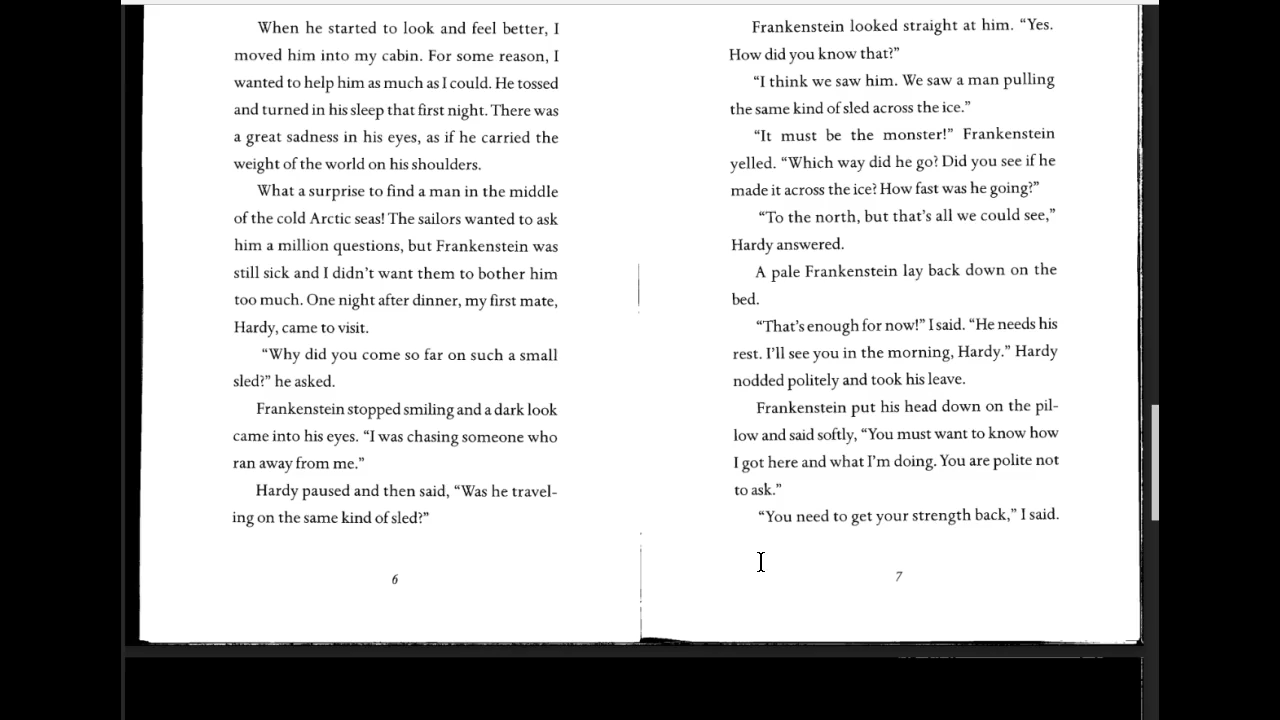 When he started to look and feel better, I
moved him into my cabin. For some reason, I
wanted to help him as much as I could. He tossed
and turned in his sleep that first night. There was
a great sadness in his eyes, as if he carried the
weight of the world on his shoulders.
What a surprise to find a man in the middle
of the cold Arctic seas! The sailors wanted to ask
him a million questions, but Frankenstein was
still sick and I didn’t want them to bother him
too much. One night after dinner, my first mate,
Hardy, came to visit.
“Why did you come so far on such a small
sled?” he asked.
Frankenstein stopped smiling and a dark look
came into his eyes. “I was chasing someone who
ran away from me.”
Hardy paused and then said, “Was he travel-
ing on the same kind of sled?”
6
Frankenstein looked straight at him. “Yes.
How did you know that?”
“I think we saw him. We saw a man pulling
the same kind of sled across the ice.”
“It must be the monster!” Frankenstein
yelled. “Which way did he go? Did you see if he
made it across the ice? How fast was he going?”
“To the north, but that’s all we could see,”
Hardy answered.
A pale Frankenstein lay back down on the
bed.
“That’s enough for now!” I said. “He needs his
rest. I’ll see you in the morning, Hardy.” Hardy
nodded politely and took his leave.
Frankenstein put his head down on the pil-
low and said softly, “You must want to know how
I got here and what I’m doing. You are polite not
to ask.”
“You need to get your strength back,” I said.
7